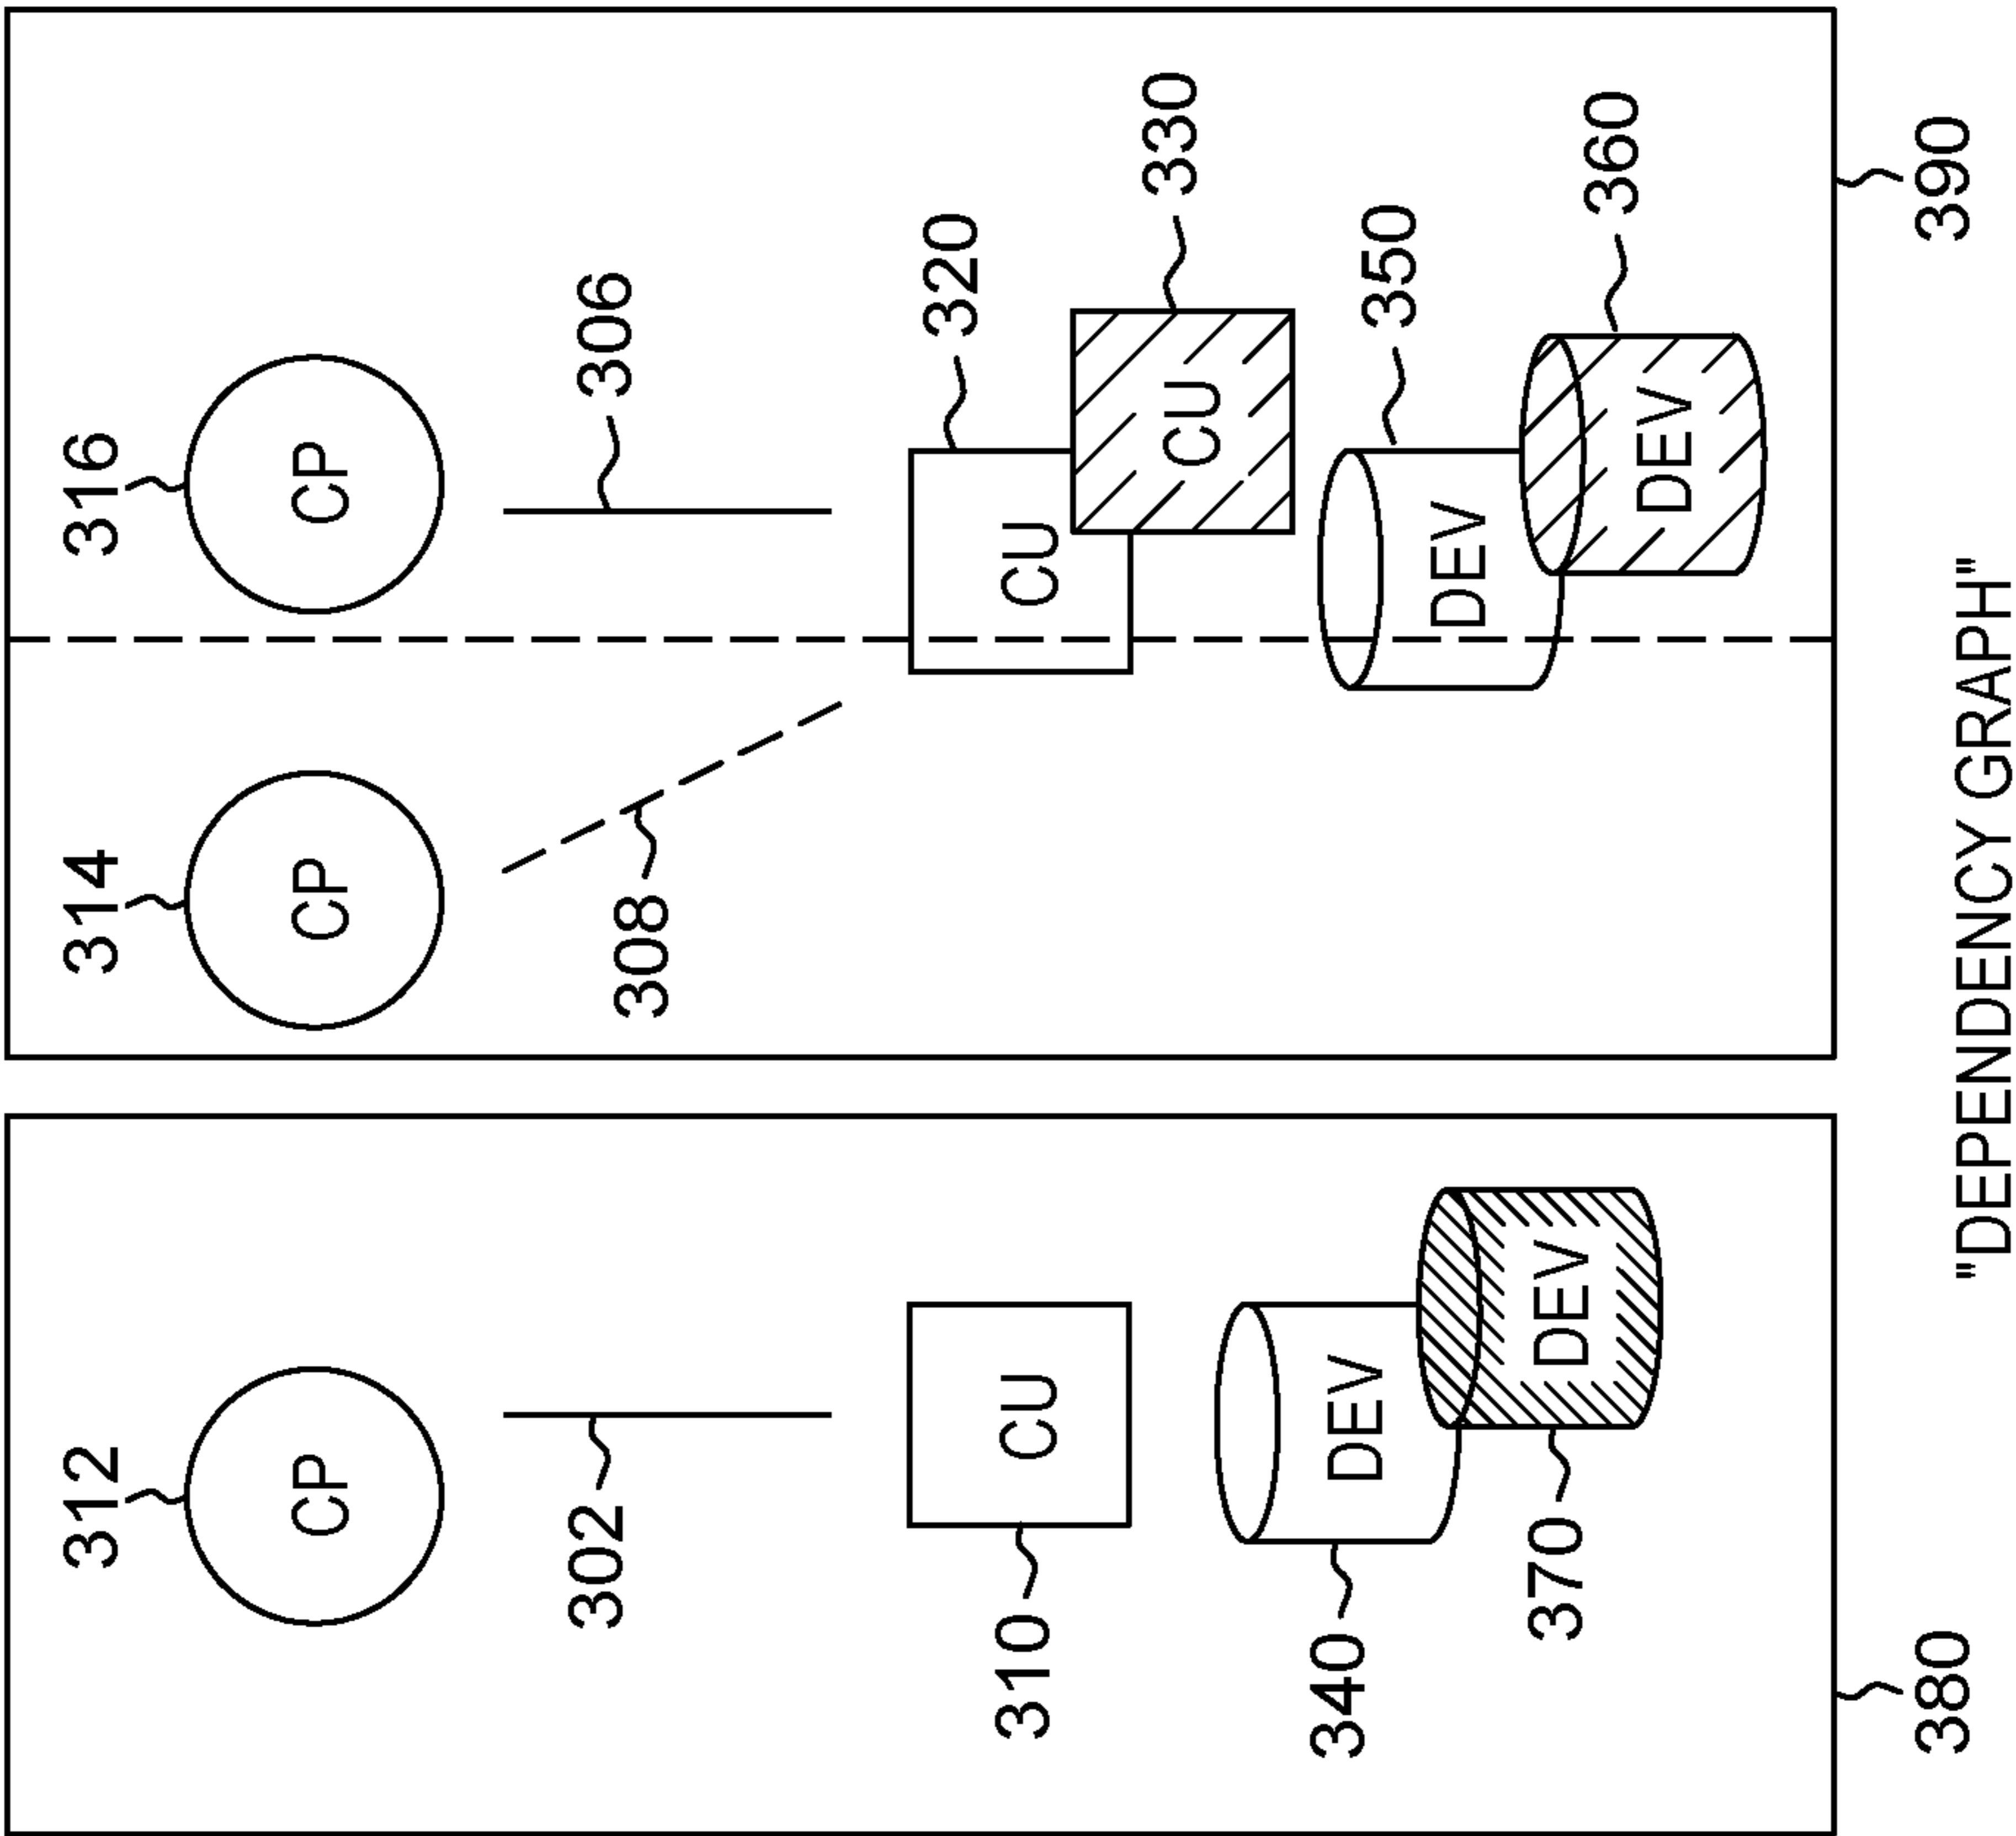 312
314
316
CP
CP
CP
302
308
306
320
310
CU
CU
CU
330
340
DEV
350
DEV
370
DEV
360
DEV
380
390
"DEPENDENCY GRAPH"